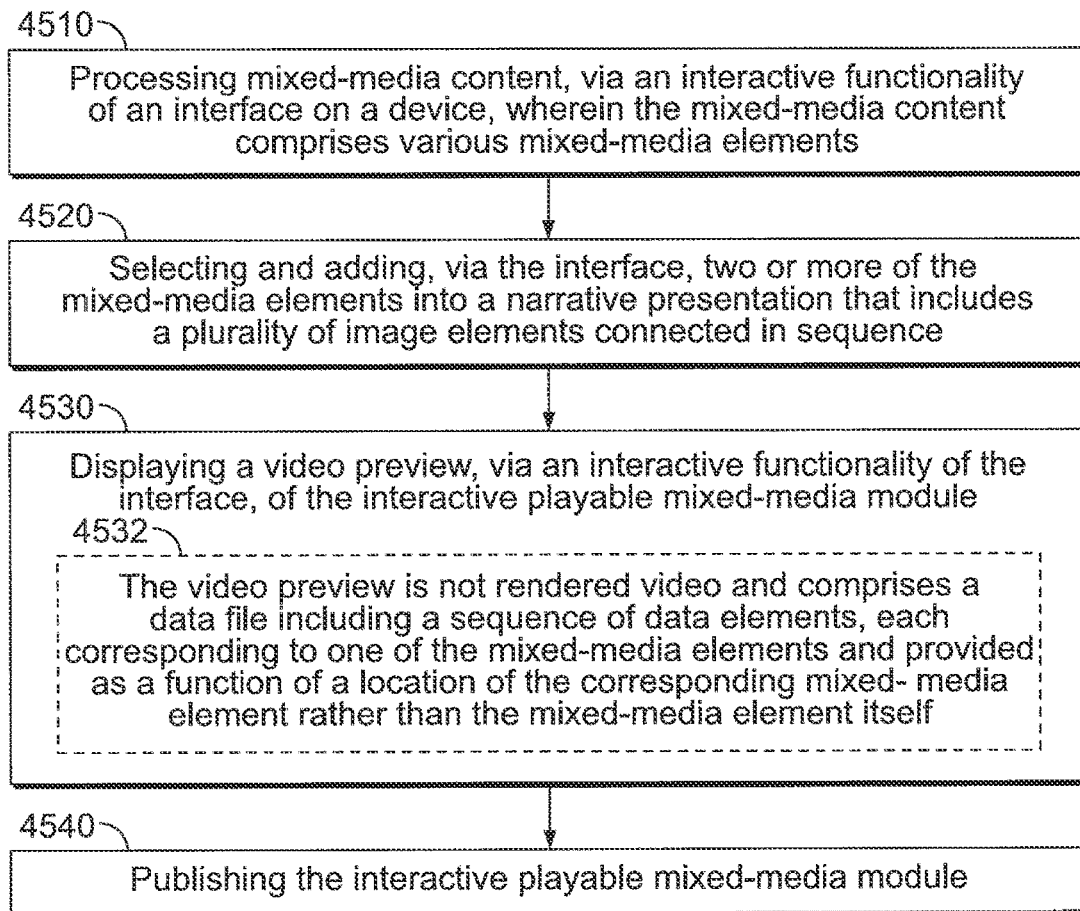 4510
Processing mixed-media content, via an interactive functionality
of an interface on a device, wherein the mixed-media content
comprises various mixed-media elements
4520
Selecting and adding, via the interface, two or more of the
mixed-media elements into a narrative presentation that includes
a plurality of image elements connected in sequence
4530
Displaying a video preview, via an interactive functionality of the
interface, of the interactive playable mixed-media module
4532
The video preview is not rendered video and comprises a
data file including a sequence of data elements, each
corresponding to one of the mixed-media elements and provided
as a function of a location of the corresponding mixed- media
element rather than the mixed-media element itself
4540
Publishing the interactive playable mixed-media module